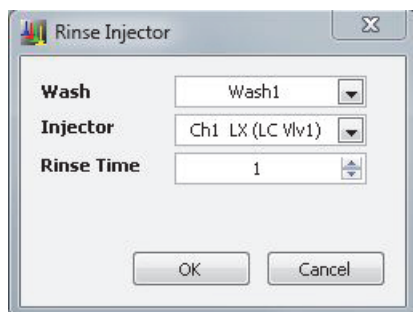 Rinse Injector
Wash Wash1
Injector Ch1 LX (LC Vlv1)
Rinse Time 1
OK Cancel